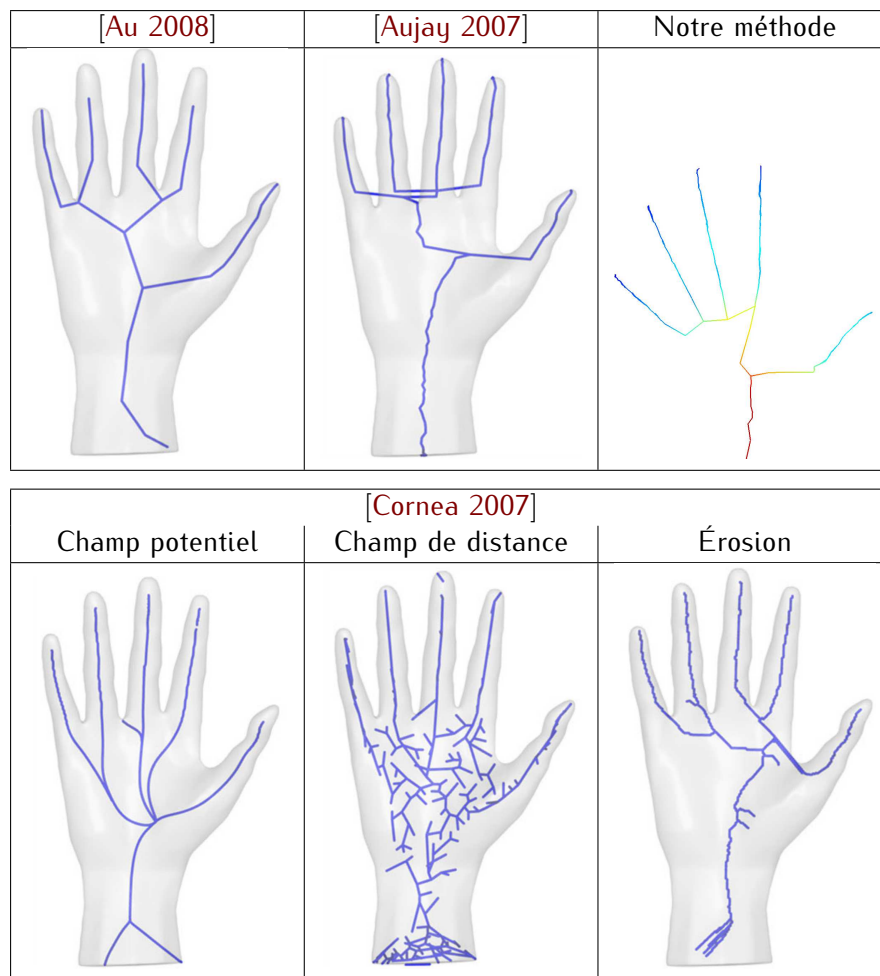 [Au 2008] [Aujay 2007] Notre méthode
[Cornea 2007]
Champ potentiel Champ de distance Érosion